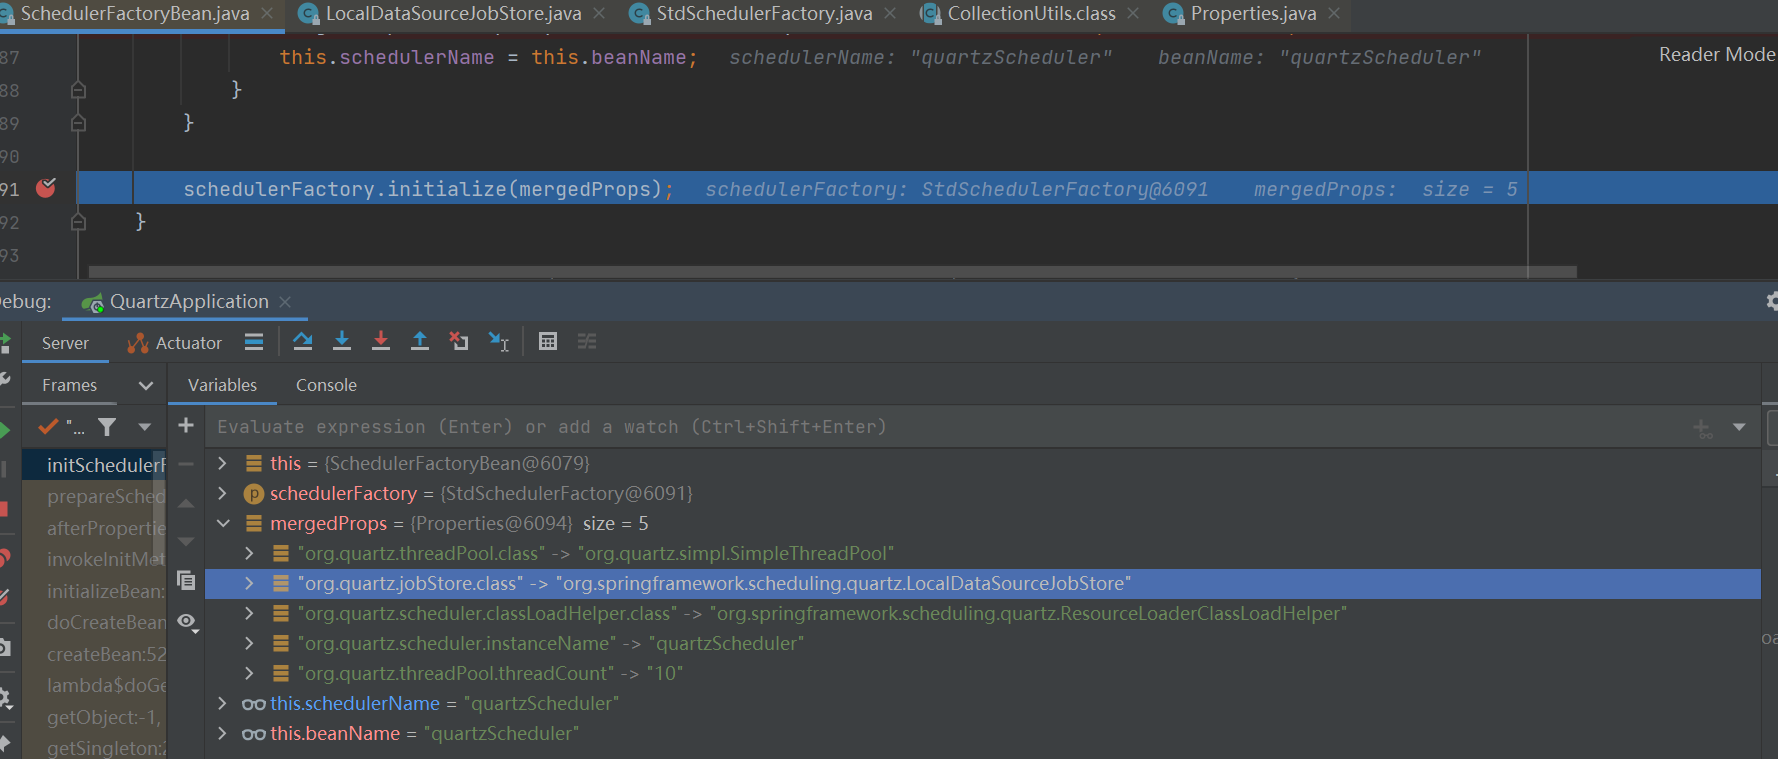 SchedulerFactoryBean.java LocalDataSourceJobStore.java StdSchedulerFactory.java CollectionUtils.class Properties.java
87 this.schedulerName = this.beanName; schedulerName: "quartzScheduler" beanName: "quartzScheduler" Reader Mode
88 }
89 }
90
91 schedulerFactory.initialize(mergedProps); schedulerFactory: StdSchedulerFactory@6091 mergedProps: size = 5
92 }
93
ebug: QuartzApplication
Server Actuator
Frames Variables Console
"... Evaluate expression (Enter) or add a watch (Ctrl+Shift+Enter)
initSchedulerF this = {SchedulerFactoryBean@6079}
prepareSched schedulerFactory = {StdSchedulerFactory@6091}
afterPropertie mergedProps = {Properties@6094} size = 5
invokeInitMet "org.quartz.threadPool.class" -> "org.quartz.simpl.SimpleThreadPool"
initializeBean: "org.quartz.jobStore.class" -> "org.springframework.scheduling.quartz.LocalDataSourceJobStore"
doCreateBean "org.quartz.scheduler.classLoadHelper.class" -> "org.springframework.scheduling.quartz.ResourceLoaderClassLoadHelper"
createBean:52 "org.quartz.scheduler.instanceName" -> "quartzScheduler"
lambda$doGe "org.quartz.threadPool.threadCount" -> "10"
getObject:-1, this.schedulerName = "quartzScheduler"
getSingleton:2 this.beanName = "quartzScheduler"